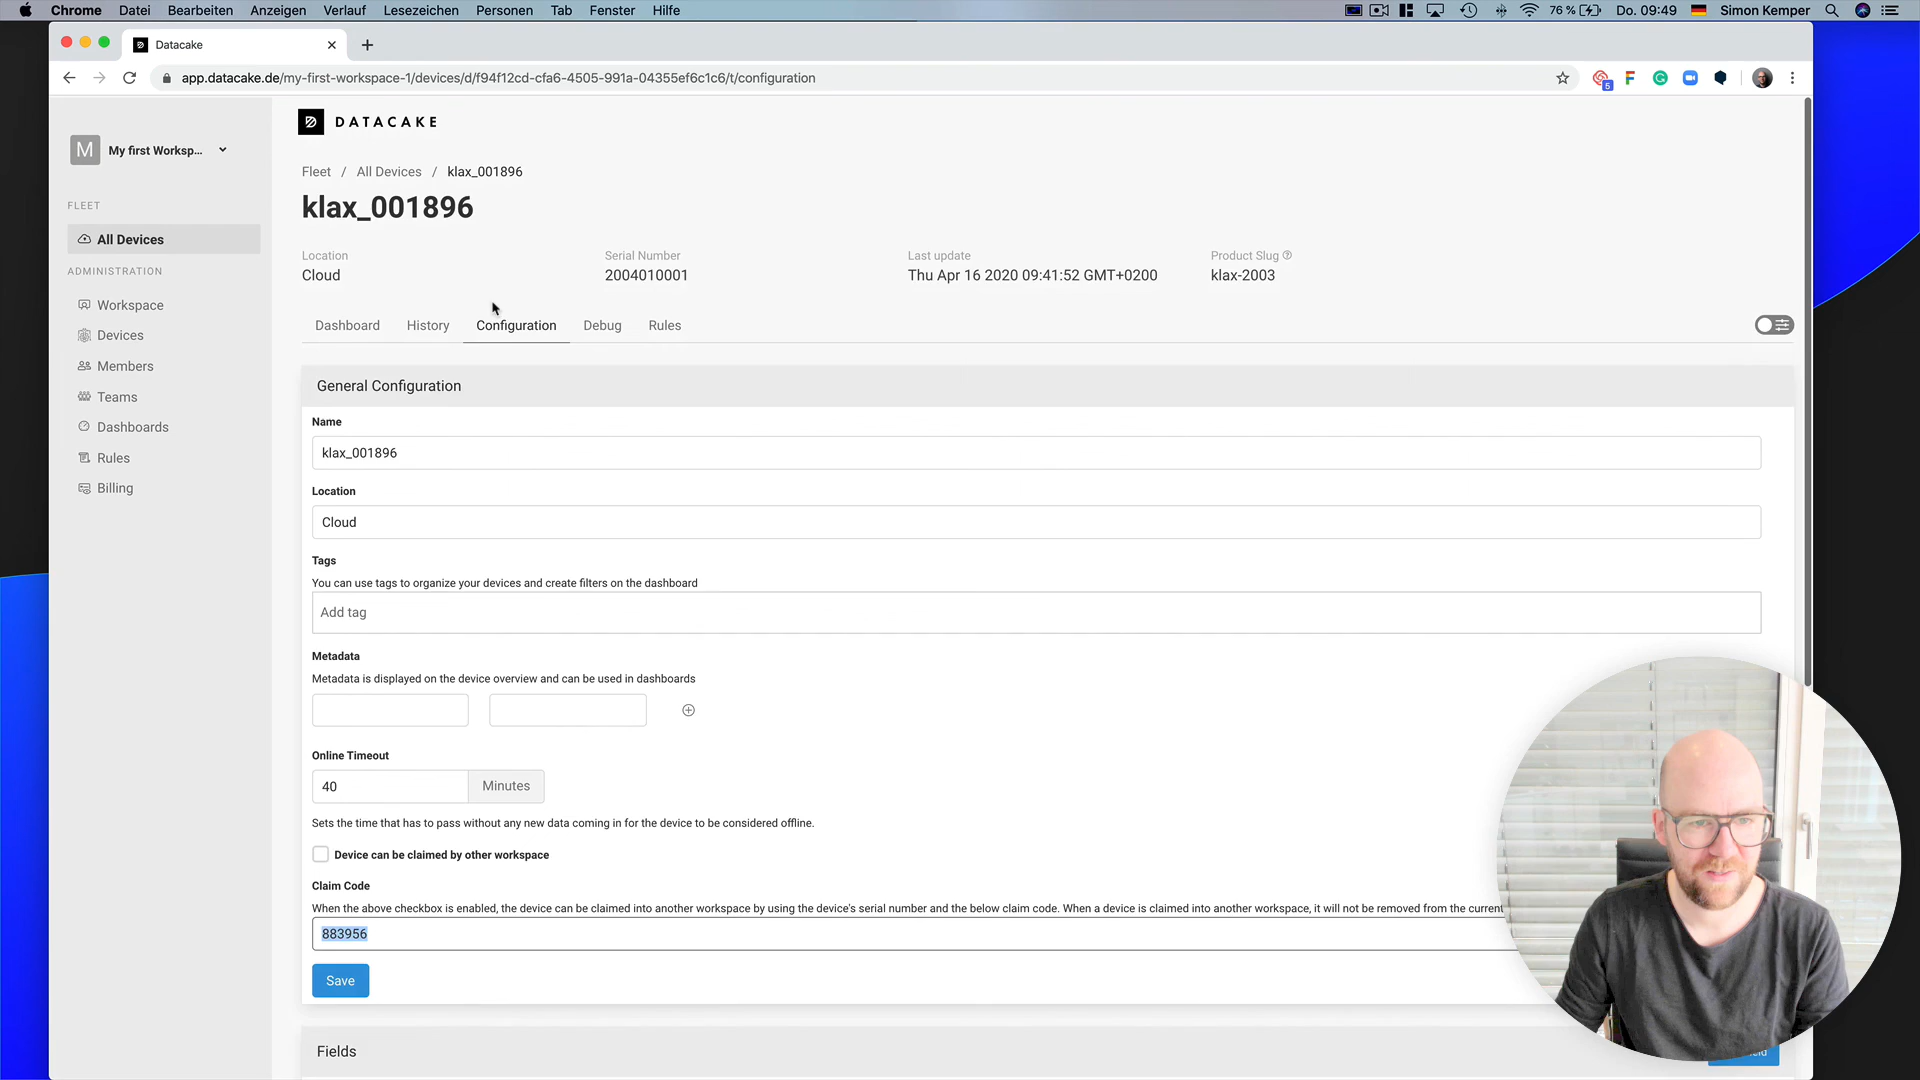 Chrome Datei Bearbeiten Anzeigen Verlauf Lesezeichen Personen Tab Fenster Hilfe 76 % Do. 09:49 Simon Kemper
Datacake
app.datacake.de/my-first-workspace-1/devices/d/f94f12cd-cfa6-4505-991a-04355ef6c1c6/t/configuration
5
M My first Worksp...
FLEET
All Devices
ADMINISTRATION
Workspace
Devices
Members
Teams
Dashboards
Rules
Billing
DATACAKE
Fleet / All Devices / klax_001896
klax_001896
Location Serial Number Last update Product Slug
Cloud 2004010001 Thu Apr 16 2020 09:41:52 GMT+0200 klax-2003
Dashboard History Configuration Debug Rules
General Configuration
Name
klax_001896
Location
Cloud
Tags
You can use tags to organize your devices and create filters on the dashboard
Add tag
Metadata
Metadata is displayed on the device overview and can be used in dashboards
Online Timeout
40 Minutes
Sets the time that has to pass without any new data coming in for the device to be considered offline.
Device can be claimed by other workspace
Claim Code
When the above checkbox is enabled, the device can be claimed into another workspace by using the device's serial number and the below claim code. When a device is claimed into another workspace, it will not be removed from the current
883956
Save
Fields